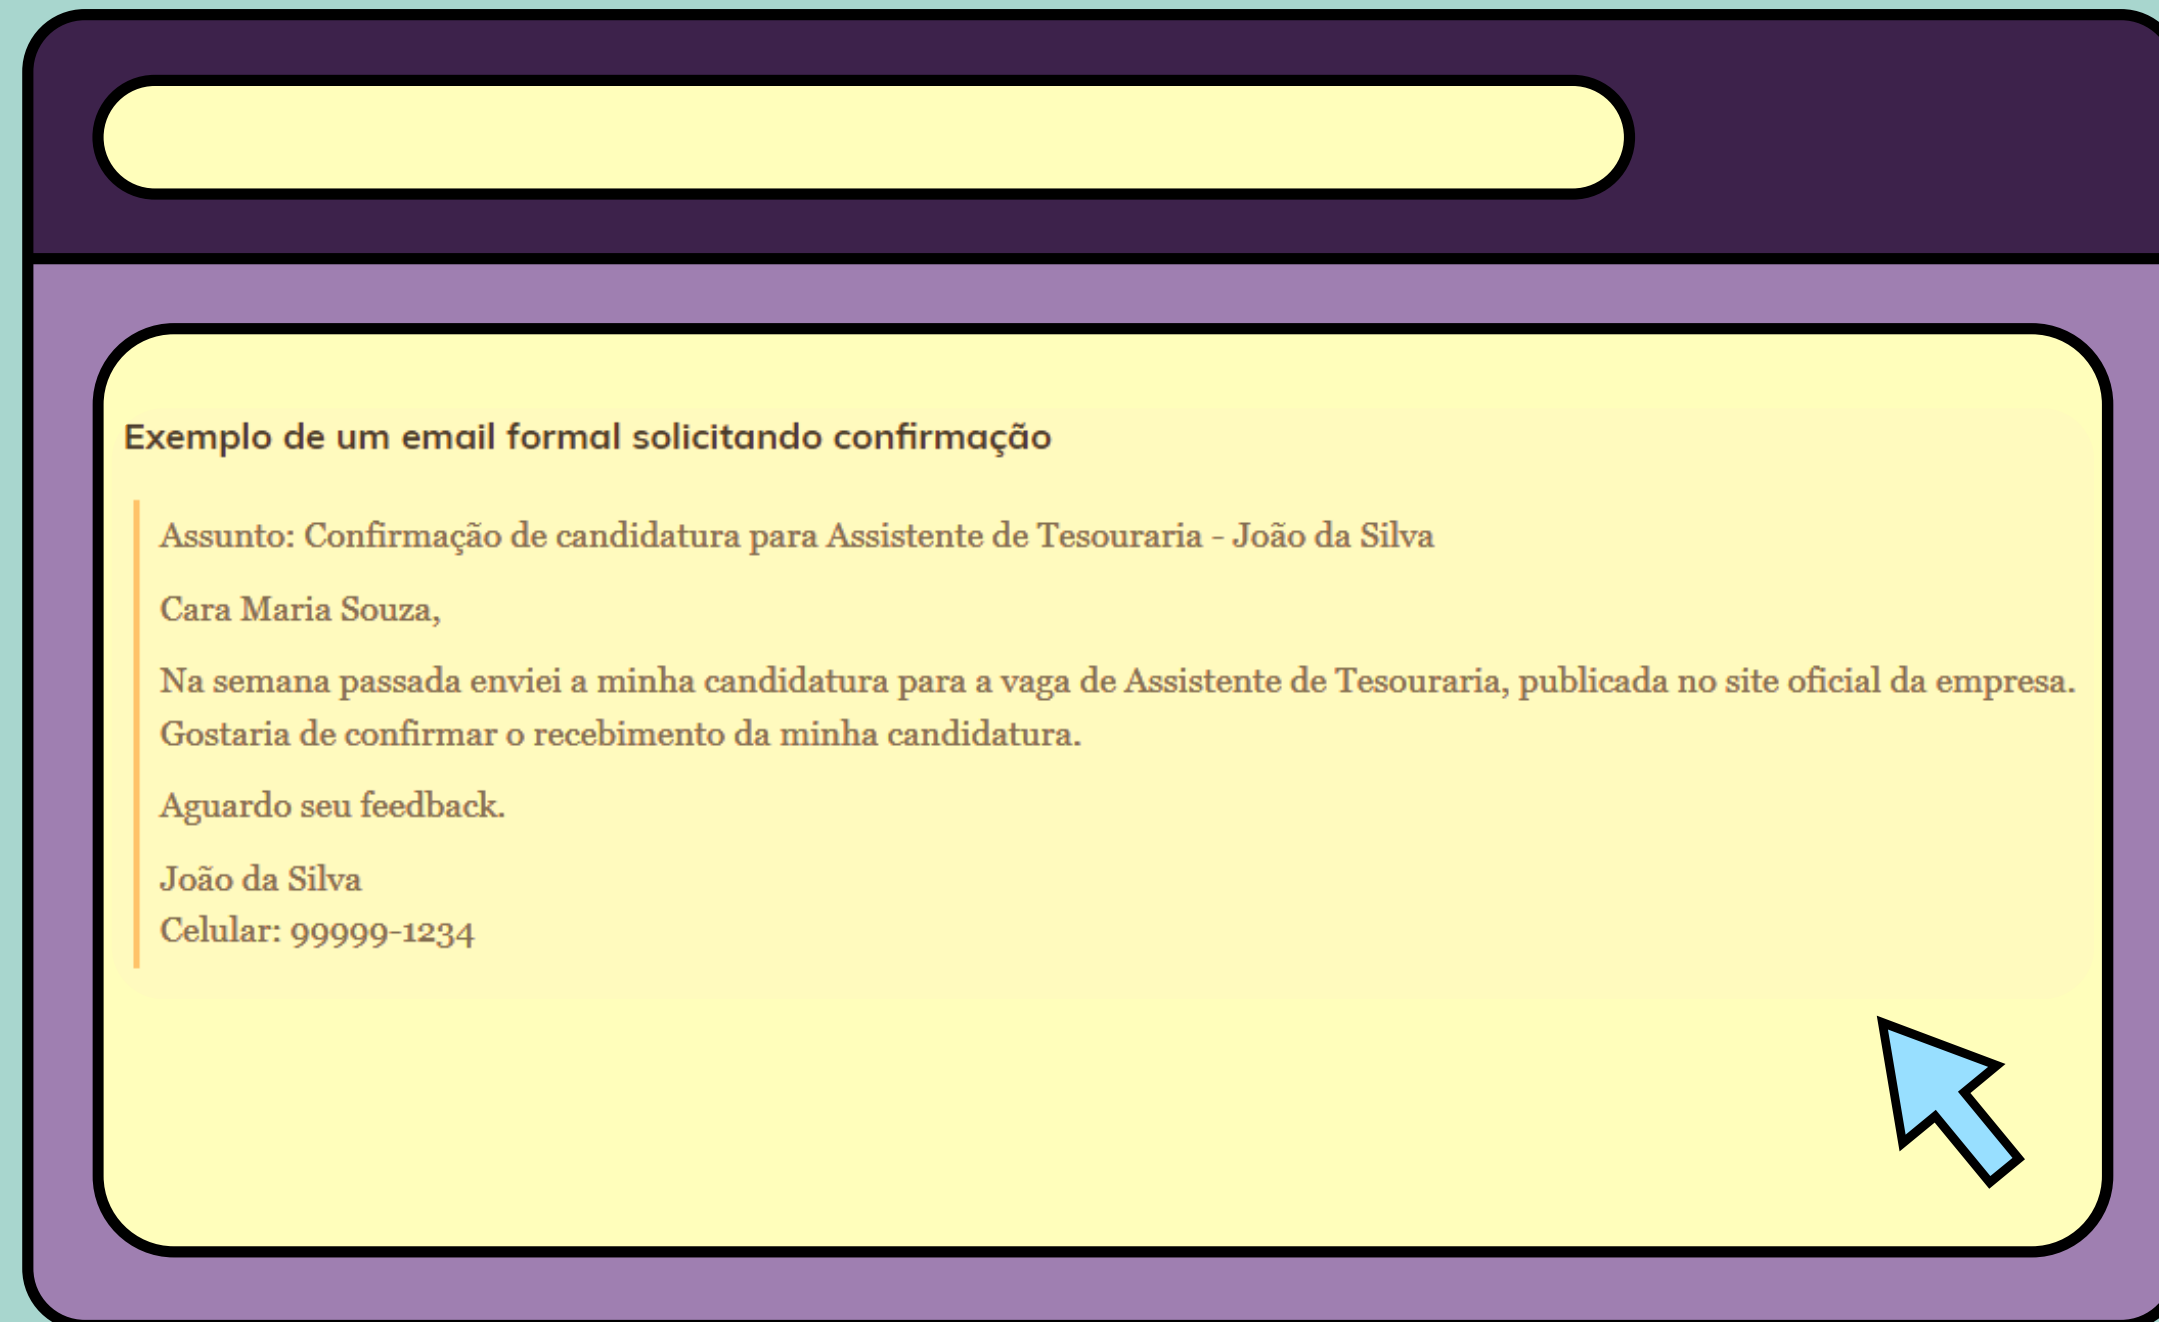 Exemplo de um email formal solicitando confirmação
Assunto: Confirmação de candidatura para Assistente de Tesouraria - João da Silva
Cara Maria Souza,
Na semana passada enviei a minha candidatura para a vaga de Assistente de Tesouraria, publicada no site oficial da empresa.
Gostaria de confirmar o recebimento da minha candidatura.
Aguardo seu feedback.
João da Silva
Celular: 99999-1234